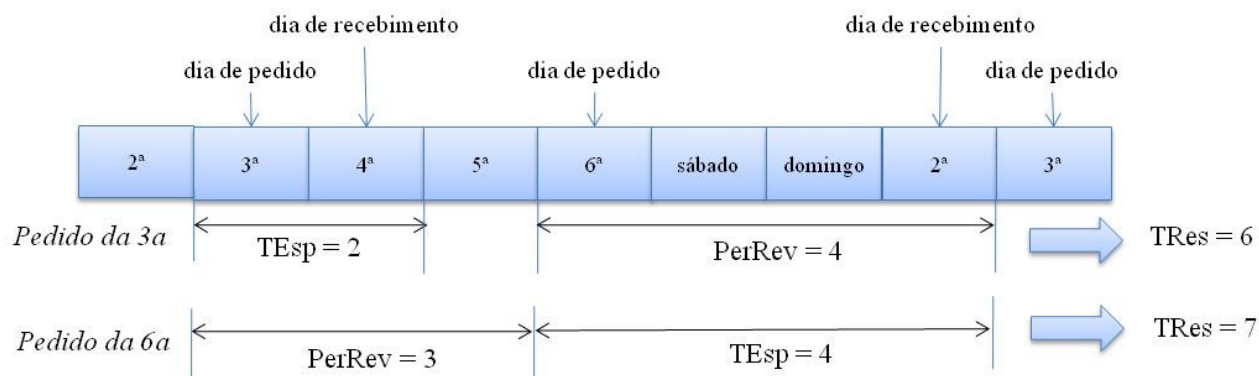 dia de recebimento
dia de recebimento
dia de pedido
dia de pedido
dia de pedido
2ª
3ª
4ª
5ª
6ª
sábado
domingo
2ª
3ª
Pedido da 3a
TEsp = 2
PerRev = 4
TRes = 6
Pedido da 6a
PerRev = 3
TEsp = 4
TRes = 7